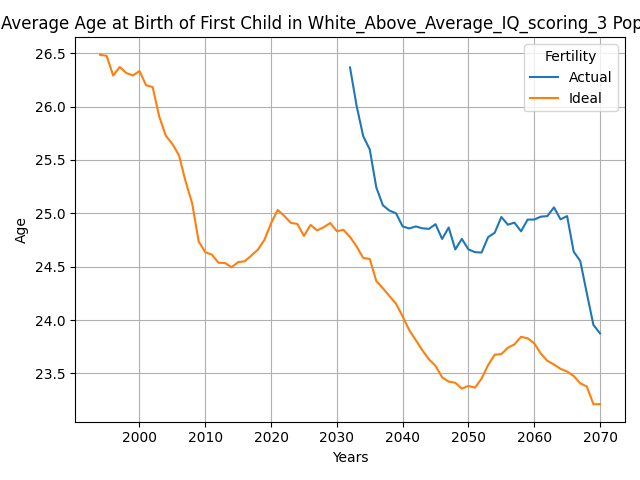 Average Age at Birth of First Child in White_Above_Average_IQ_scoring_3 Pop
Fertility
Actual
Ideal
26.5
26.0
25.5
25.0
24.5
24.0
23.5
Age
2000 2010 2020 2030 2040 2050 2060 2070
Years